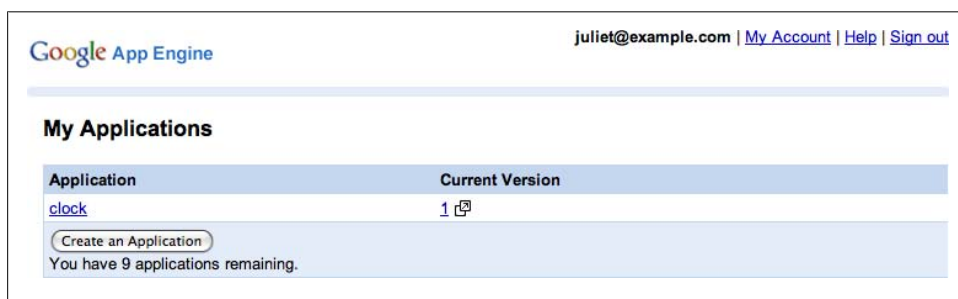 Google App Engine
juliet@example.com | My Account | Help | Sign out
My Applications
Application Current Version
clock 1
Create an Application
You have 9 applications remaining.